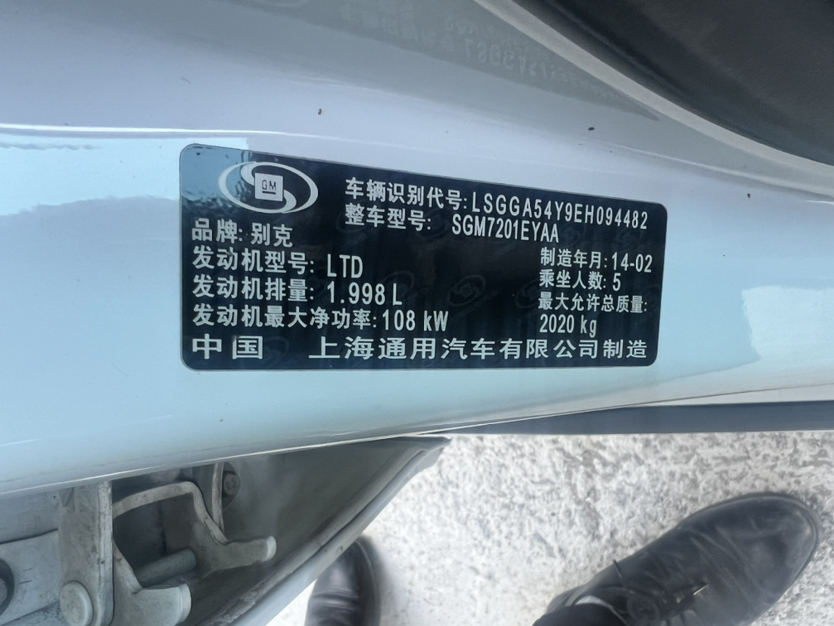 GM
车辆识别代号: LSGGA54Y9EH094482
整车型号: SGM7201EYAA
品牌: 别克
制造年月: 14-02
发动机型号: LTD
乘坐人数: 5
发动机排量: 1.998 L
最大允许总质量:
发动机最大净功率: 108 kW
2020 kg
中国 上海通用汽车有限公司制造